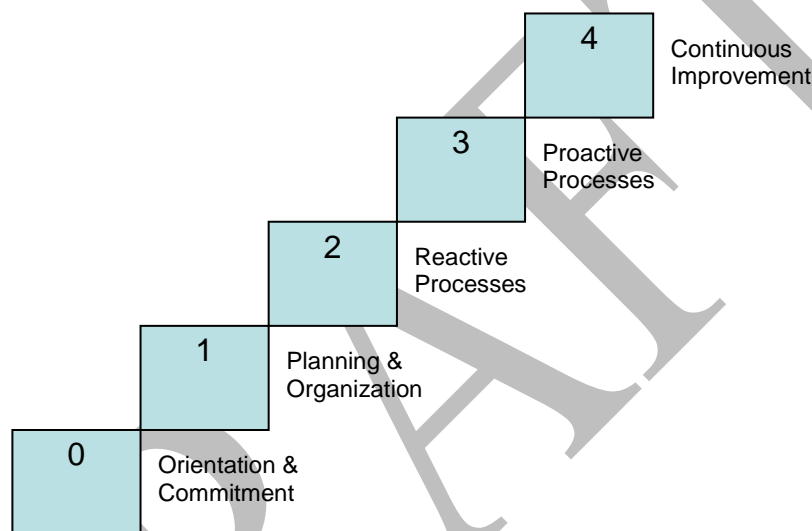 4
Continuous
Improvement
3
Proactive
Processes
2
Reactive
Processes
1
Planning &
Organization
0
Orientation &
Commitment